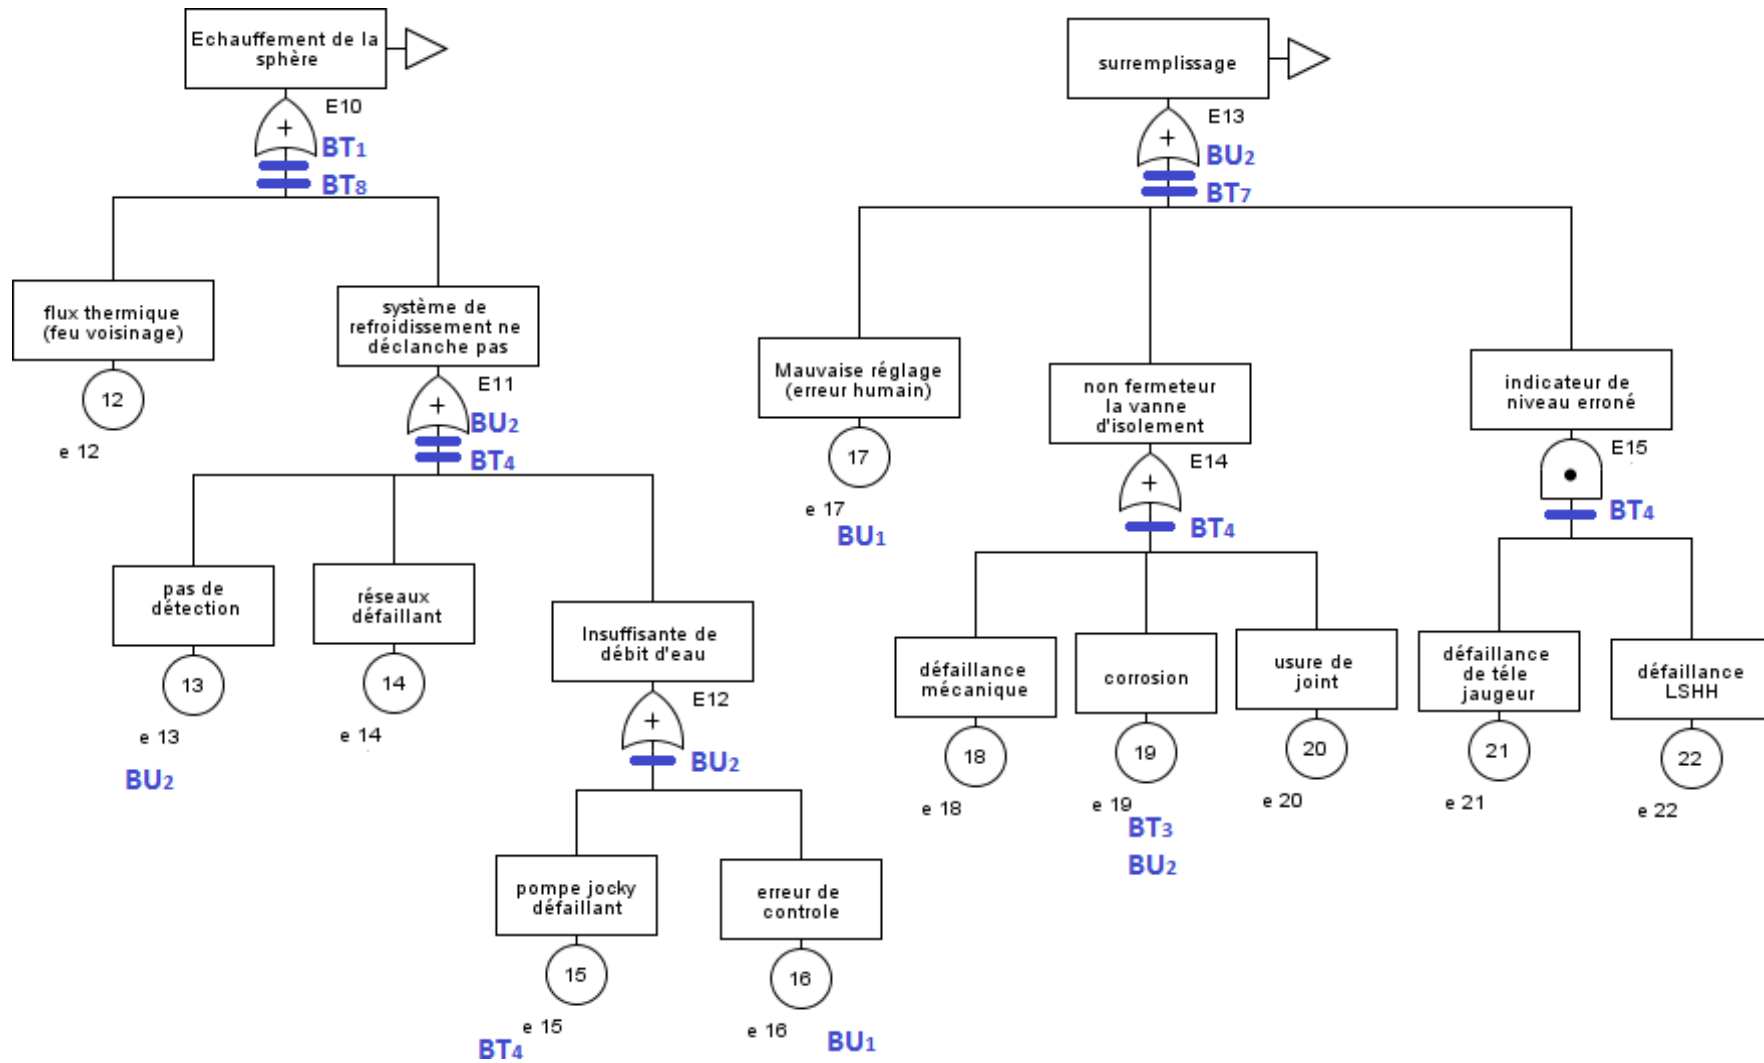 Echauffement de la
sphère
E10
+
BT1
BT8
flux thermique
(feu voisinage)
12
e 12
système de
refroidissement ne
déclanche pas
E11
+
BU2
BT4
pas de
détection
13
e 13
BU2
réseaux
défaillant
14
e 14
Insuffisante de
débit d'eau
E12
+
BU2
pompe jocky
défaillant
15
e 15
BT4
erreur de
controle
16
e 16
BU1
surremplissage
E13
+
BU2
BT7
Mauvaise réglage
(erreur humain)
17
e 17
BU1
non fermeteur
la vanne
d'isolement
E14
+
BT4
défaillance
mécanique
18
e 18
corrosion
19
e 19
BT3
BU2
usure de
joint
20
e 20
indicateur de
niveau erroné
E15
BT4
défaillance
de téle
jaugeur
21
e 21
défaillance
LSHH
22
e 22